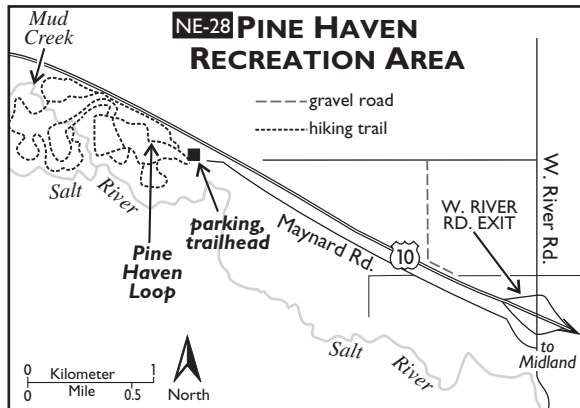 NE-28 PINE HAVEN
RECREATION AREA
Mud
Creek
gravel road
hiking trail
Salt
River
parking,
trailhead
Pine
Haven
Loop
Maynard Rd.
10
W. RIVER
RD. EXIT
W. River Rd.
to
Midland
Salt
River
0 Kilometer 1
0 Mile 0.5
North